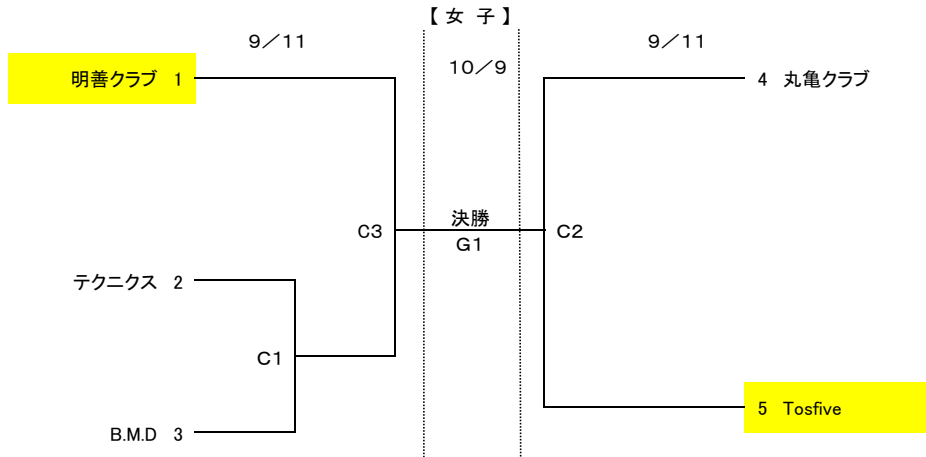 【 女 子 】
9／11
10／9
9／11
明善クラブ 1
4 丸亀クラブ
C3
決勝
G1
C2
テクニクス 2
C1
B.M.D 3
5 Tosfive